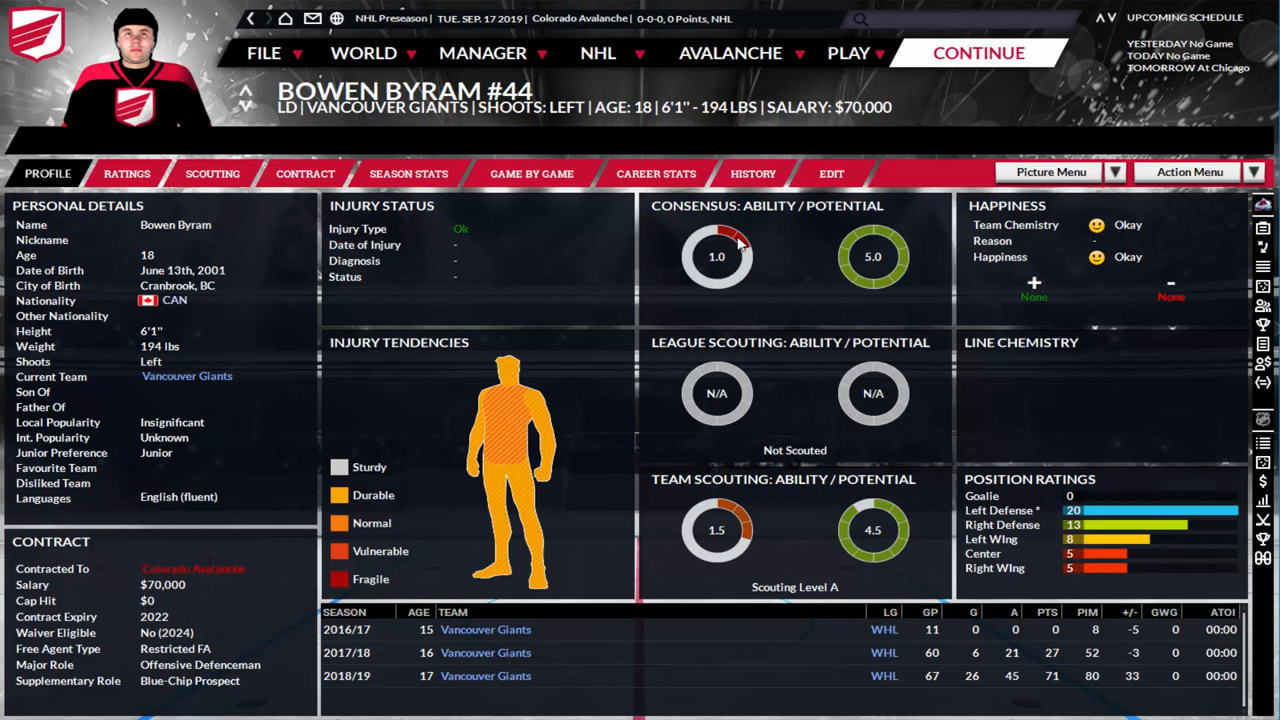 NHL Preseason | TUE. SEP. 17 2019 | Colorado Avalanche | 0-0-0, 0 Points, NHL
UPCOMING SCHEDULE
YESTERDAY No Game
TODAY No Game
TOMORROW At Chicago
FILE WORLD MANAGER NHL AVALANCHE PLAY CONTINUE
BOWEN BYRAM #44
LD | VANCOUVER GIANTS | SHOOTS: LEFT | AGE: 18 | 6'1" - 194 LBS | SALARY: $70,000
PROFILE RATINGS SCOUTING CONTRACT SEASON STATS GAME BY GAME CAREER STATS HISTORY EDIT Picture Menu Action Menu
PERSONAL DETAILS
Name Bowen Byram
Nickname
Age 18
Date of Birth June 13th, 2001
City of Birth Cranbrook, BC
Nationality CAN
Other Nationality
Height 6'1"
Weight 194 lbs
Shoots Left
Current Team Vancouver Giants
Son Of
Father Of
Local Popularity Insignificant
Int. Popularity Unknown
Junior Preference Junior
Favourite Team
Disliked Team
Languages English (fluent)
CONTRACT
Contracted To Colorado Avalanche
Salary $70,000
Cap Hit $0
Contract Expiry 2022
Waiver Eligible No (2024)
Free Agent Type Restricted FA
Major Role Offensive Defenceman
Supplementary Role Blue-Chip Prospect
INJURY STATUS
Injury Type Ok
Date of Injury -
Diagnosis -
Status -
INJURY TENDENCIES
Sturdy
Durable
Normal
Vulnerable
Fragile
CONSENSUS: ABILITY / POTENTIAL
1.0 5.0
LEAGUE SCOUTING: ABILITY / POTENTIAL
N/A N/A
Not Scouted
TEAM SCOUTING: ABILITY / POTENTIAL
1.5 4.5
Scouting Level A
HAPPINESS
Team Chemistry Okay
Reason -
Happiness Okay
+ -
None None
LINE CHEMISTRY
POSITION RATINGS
Goalie 0
Left Defense * 20
Right Defense 13
Left Wing 8
Center 5
Right Wing 5
SEASON AGE TEAM LG GP G A PTS PIM +/- GWG ATOI
2016/17 15 Vancouver Giants WHL 11 0 0 0 8 -5 0 00:00
2017/18 16 Vancouver Giants WHL 60 6 21 27 52 -3 0 00:00
2018/19 17 Vancouver Giants WHL 67 26 45 71 80 33 0 00:00